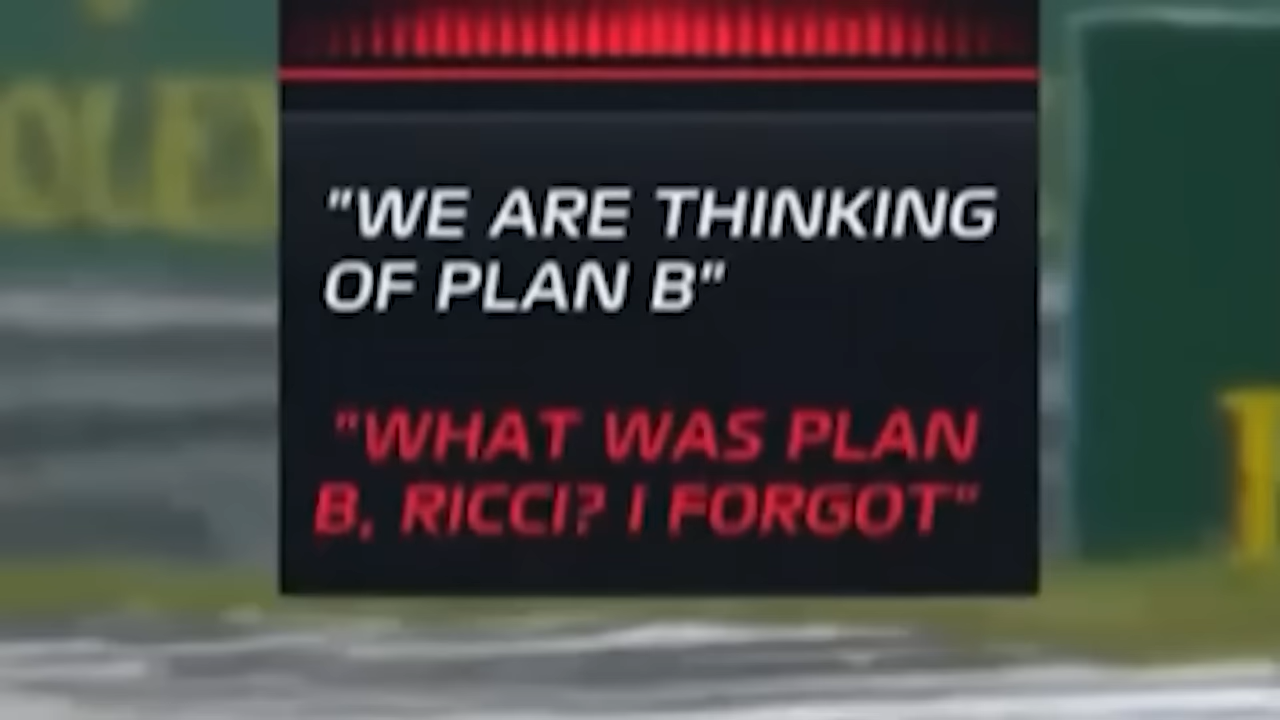 "WE ARE THINKING
OF PLAN B"
"WHAT WAS PLAN
B, RICCI? I FORGOT"